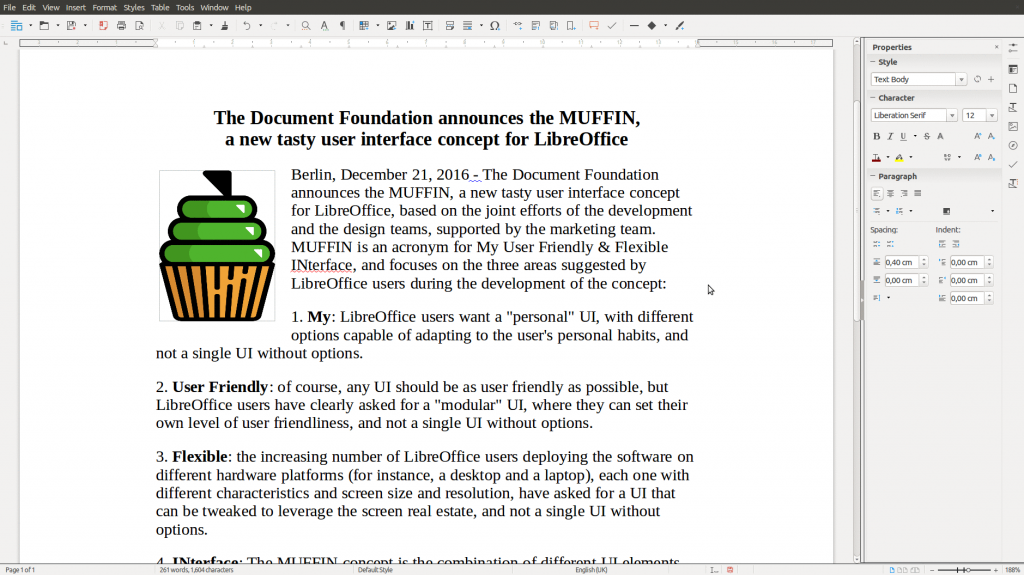 File Edit View Insert Format Styles Table Tools Window Help
Properties
Style
Text Body
Character
Liberation Serif 12
Paragraph
Spacing: Indent:
0,40 cm 0,00 cm
0,00 cm 0,00 cm
0,00 cm
The Document Foundation announces the MUFFIN,
a new tasty user interface concept for LibreOffice
Berlin, December 21, 2016 - The Document Foundation
announces the MUFFIN, a new tasty user interface concept
for LibreOffice, based on the joint efforts of the development
and the design teams, supported by the marketing team.
MUFFIN is an acronym for My User Friendly & Flexible
INterface, and focuses on the three areas suggested by
LibreOffice users during the development of the concept:
1. My: LibreOffice users want a "personal" UI, with different
options capable of adapting to the user's personal habits, and
not a single UI without options.
2. User Friendly: of course, any UI should be as user friendly as possible, but
LibreOffice users have clearly asked for a "modular" UI, where they can set their
own level of user friendliness, and not a single UI without options.
3. Flexible: the increasing number of LibreOffice users deploying the software on
different hardware platforms (for instance, a desktop and a laptop), each one with
different characteristics and screen size and resolution, have asked for a UI that
can be tweaked to leverage the screen real estate, and not a single UI without
options.
4. INterface: The MUFFIN concept is the combination of different UI elements
Page 1 of 1 261 words, 1,604 characters Default Style English (UK) 188%